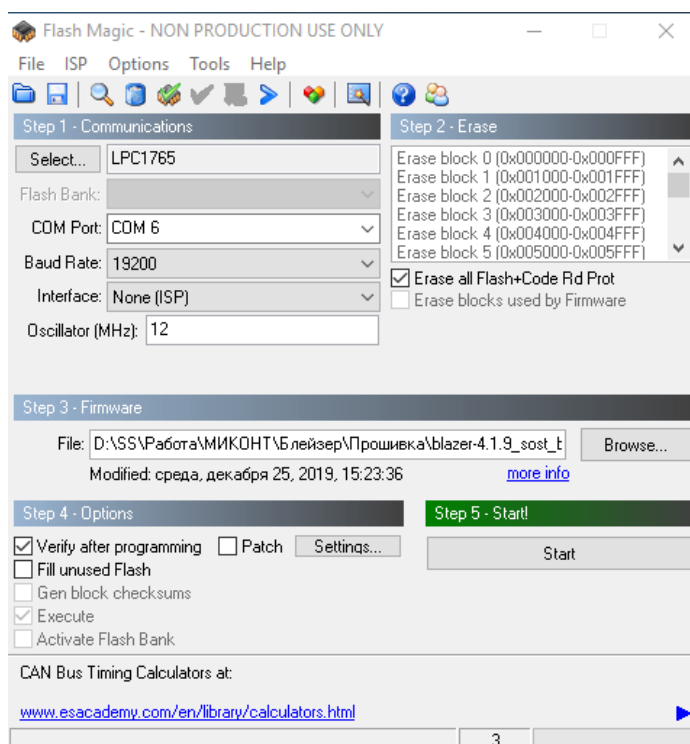 Flash Magic - NON PRODUCTION USE ONLY
File ISP Options Tools Help
Step 1 - Communications
Select... LPC1765
Flash Bank:
COM Port: COM 6
Baud Rate: 19200
Interface: None (ISP)
Oscillator (MHz): 12
Step 2 - Erase
Erase block 0 (0x000000-0x000FFF)
Erase block 1 (0x001000-0x001FFF)
Erase block 2 (0x002000-0x002FFF)
Erase block 3 (0x003000-0x003FFF)
Erase block 4 (0x004000-0x004FFF)
Erase block 5 (0x005000-0x005FFF)
Erase all Flash+Code Rd Prot
Erase blocks used by Firmware
Step 3 - Firmware
File: D:\SS\Работа\МИКОНТ\Блейзер\Прошивка\blazer-4.1.9_sost_t Browse...
Modified: среда, декабря 25, 2019, 15:23:36 more info
Step 4 - Options
Verify after programming Patch Settings...
Fill unused Flash
Gen block checksums
Execute
Activate Flash Bank
Step 5 - Start!
Start
CAN Bus Timing Calculators at:
www.esacademy.com/en/library/calculators.html
3